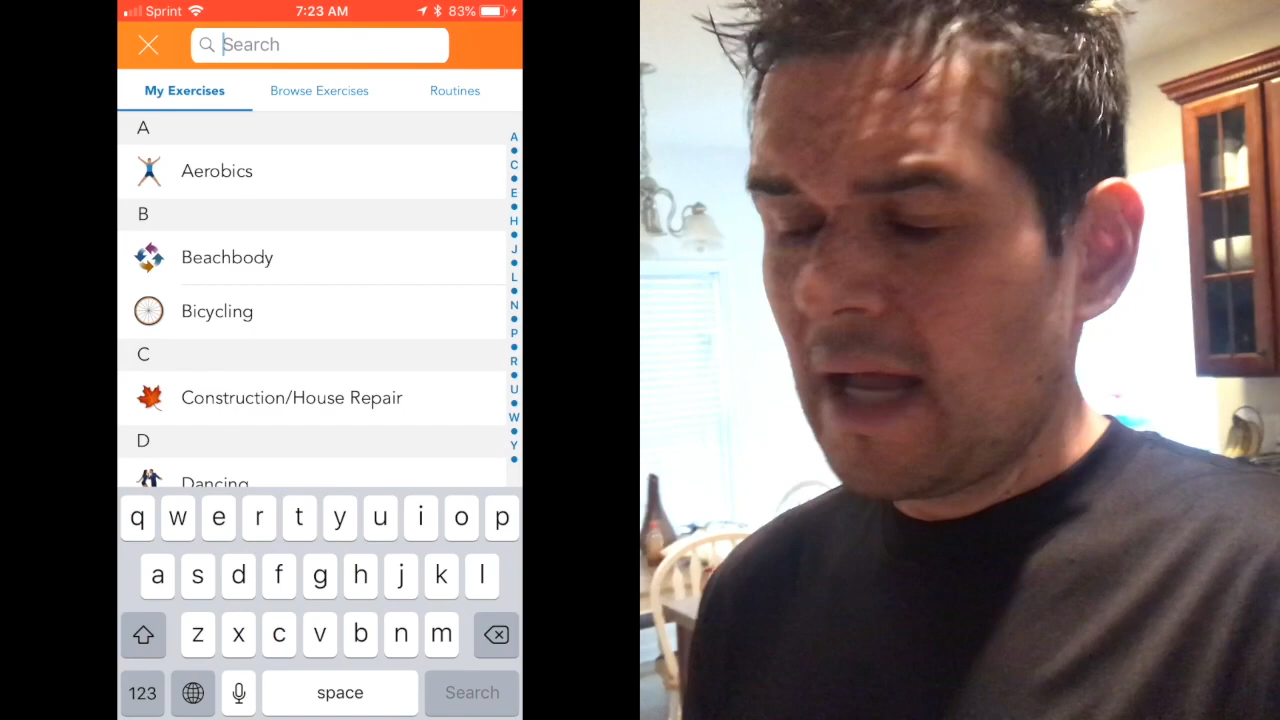 Sprint 7:23 AM 83%
Search
My Exercises Browse Exercises Routines
A
Aerobics
B
Beachbody
Bicycling
C
Construction/House Repair
D
Dancing
A
C
E
H
J
L
N
P
R
U
W
Y
q w e r t y u i o p
a s d f g h j k l
z x c v b n m
123 space Search